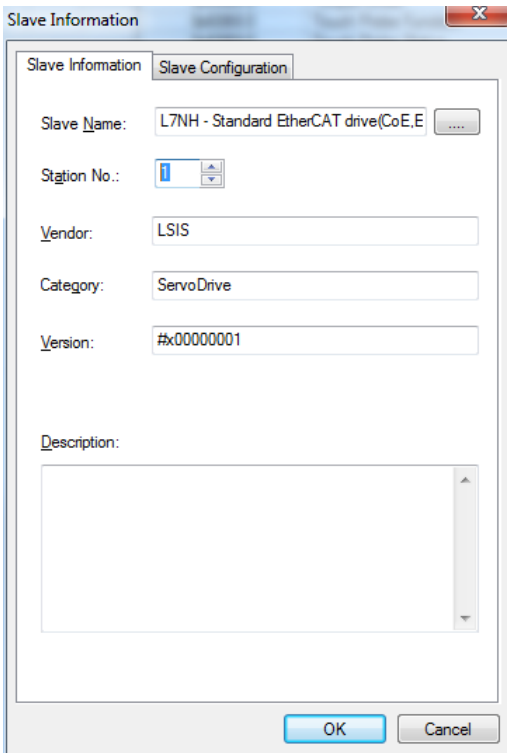 Slave Information
Slave Information Slave Configuration
Slave Name: L7NH - Standard EtherCAT drive(CoE,E ....
Station No.: 1
Vendor: LSIS
Category: ServoDrive
Version: #x00000001
Description:
OK Cancel